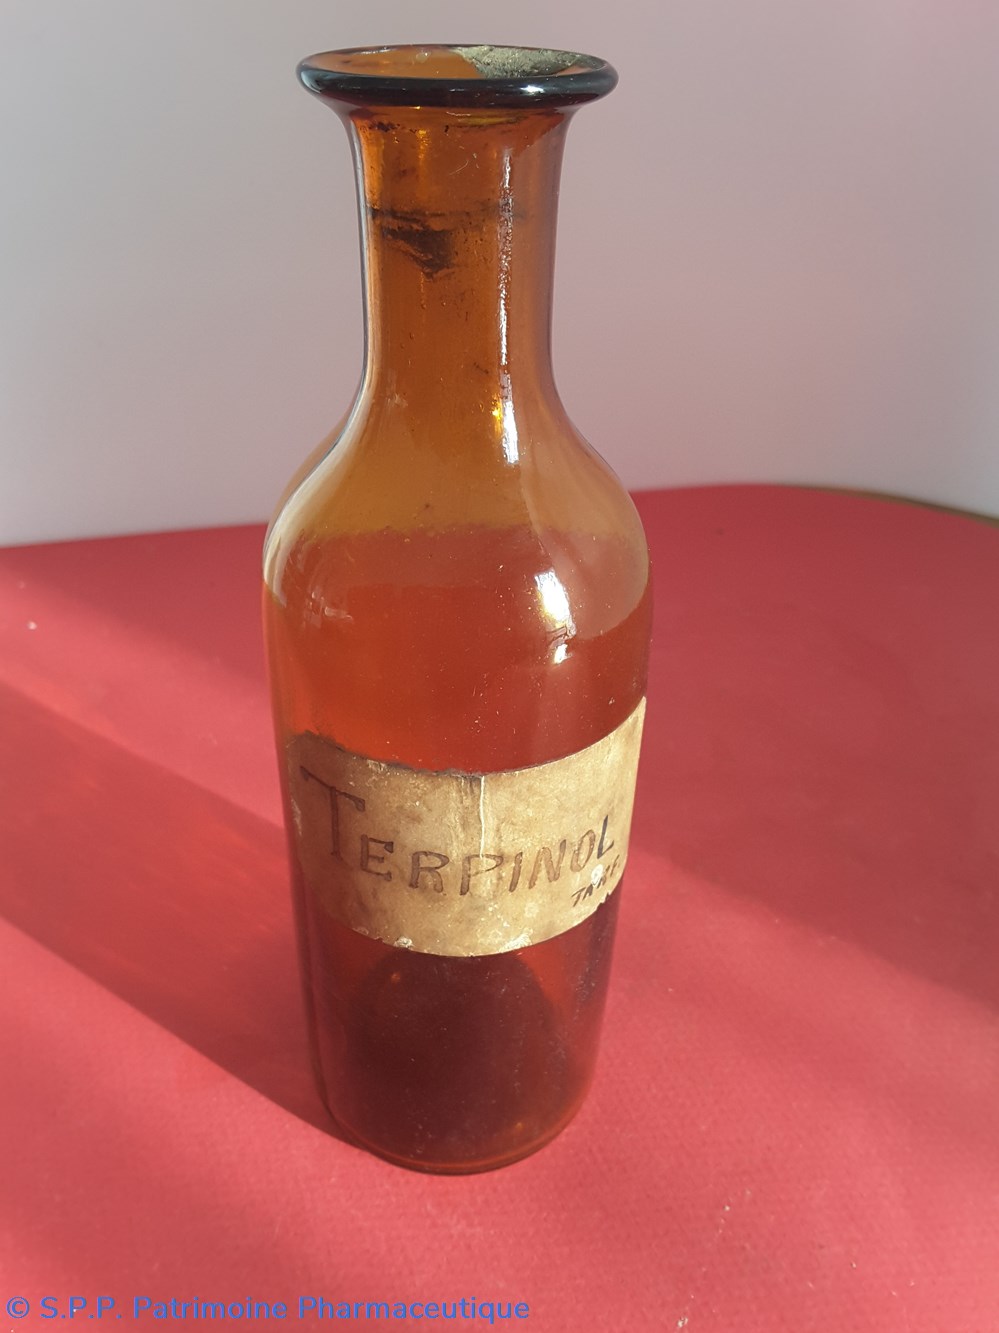 TERPINOL
© S.P.P. Patrimoine Pharmaceutique